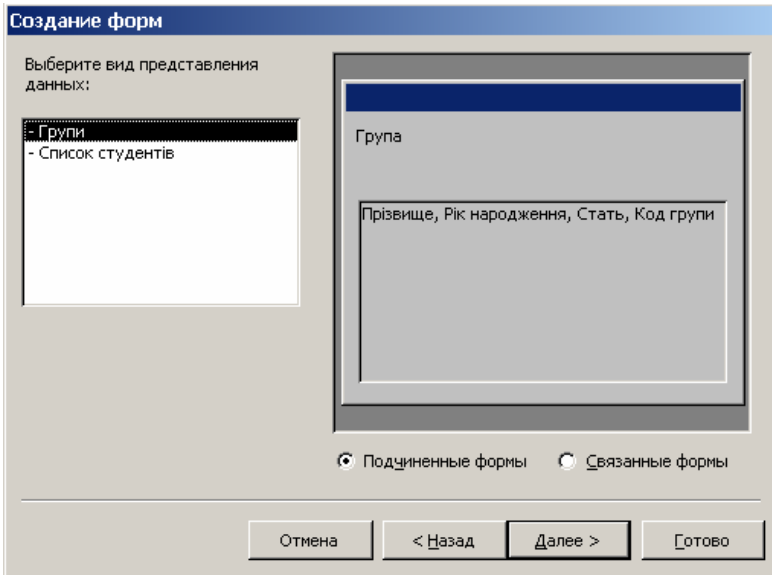 Создание форм
Выберите вид представления
данных:
- Групи
- Список студентів
Група
Прізвище, Рік народження, Стать, Код групи
Подчиненные формы
Связанные формы
Отмена
< Назад
Далее >
Готово